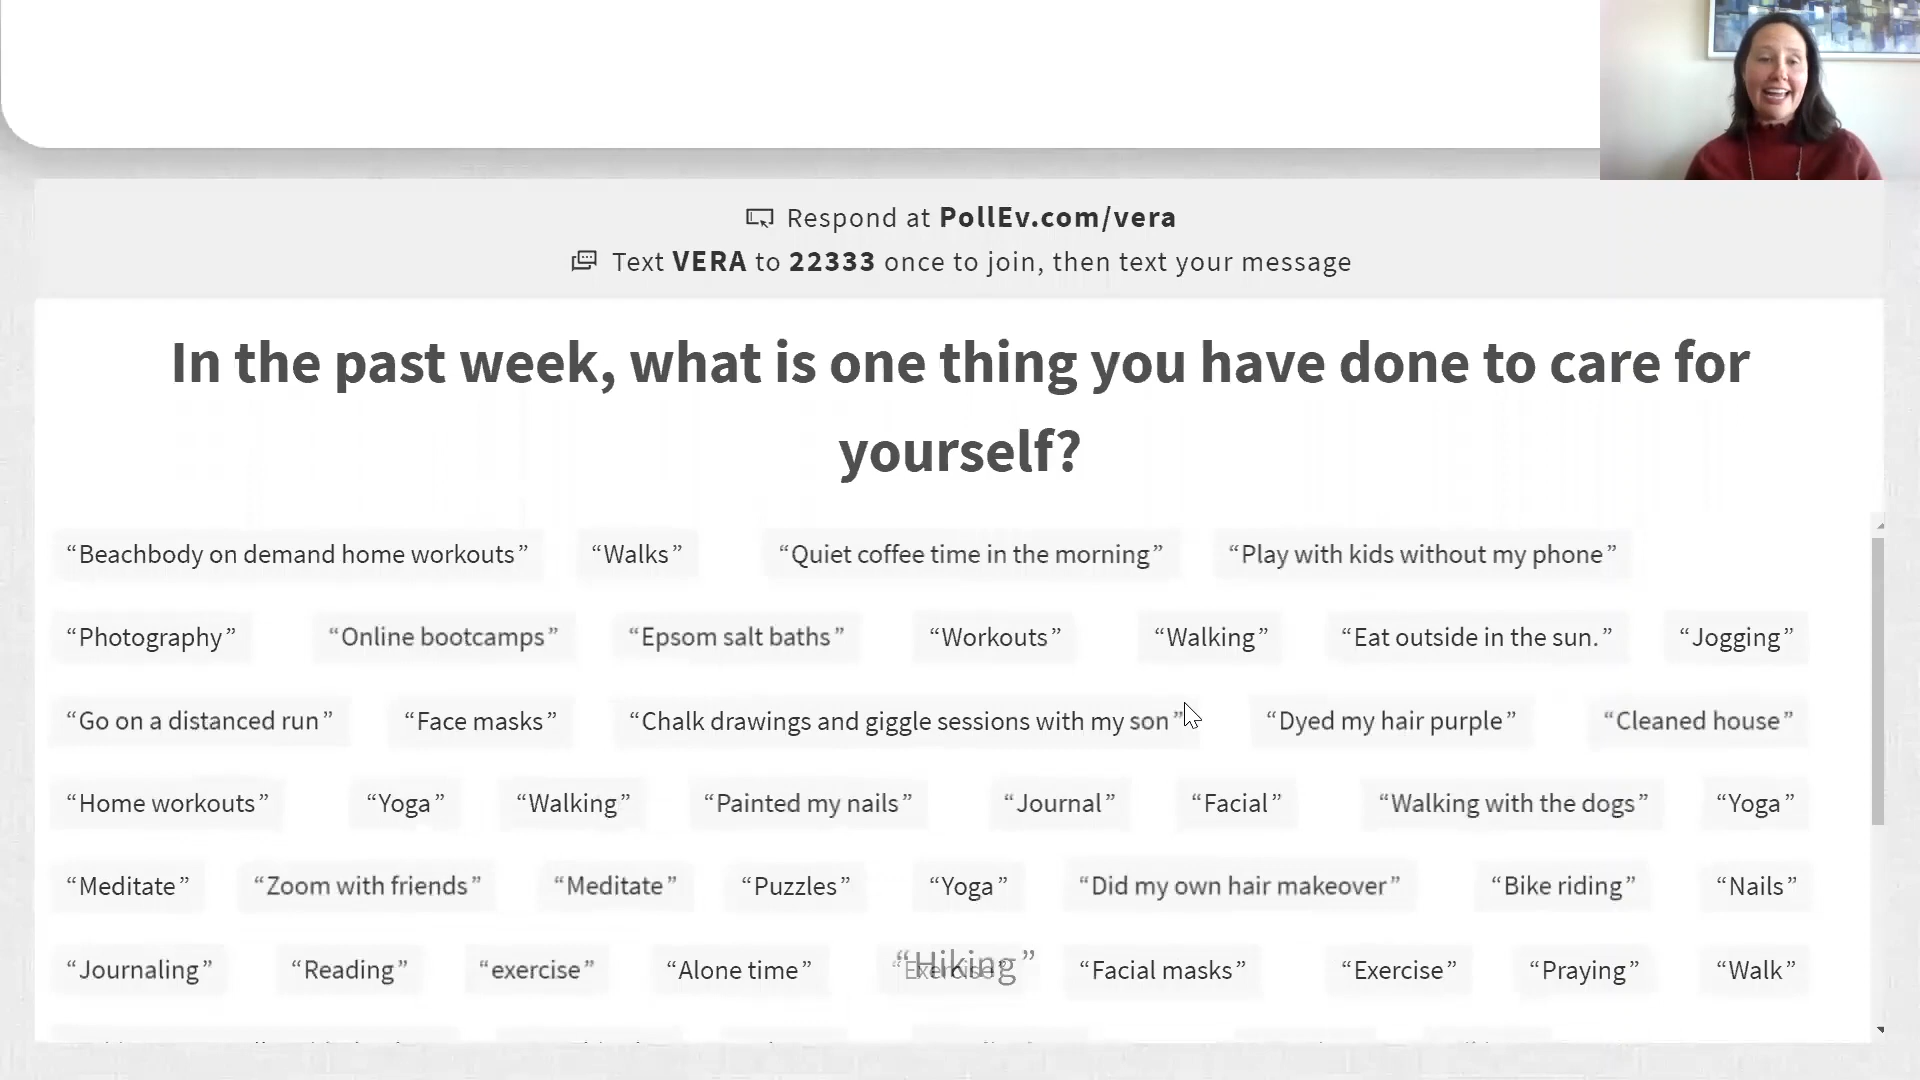 Respond at PollEv.com/vera
Text VERA to 22333 once to join, then text your message
In the past week, what is one thing you have done to care for
yourself?
“Beachbody on demand home workouts” “Walks” “Quiet coffee time in the morning” “Play with kids without my phone”
“Photography” “Online bootcamps” “Epsom salt baths” “Workouts” “Walking” “Eat outside in the sun.” “Jogging”
“Go on a distanced run” “Face masks” “Chalk drawings and giggle sessions with my son” “Dyed my hair purple” “Cleaned house”
“Home workouts” “Yoga” “Walking” “Painted my nails” “Journal” “Facial” “Walking with the dogs” “Yoga”
“Meditate” “Zoom with friends” “Meditate” “Puzzles” “Yoga” “Did my own hair makeover” “Bike riding” “Nails”
“Journaling” “Reading” “exercise” “Alone time” “Exercise” “Hiking” “Facial masks” “Exercise” “Praying” “Walk”